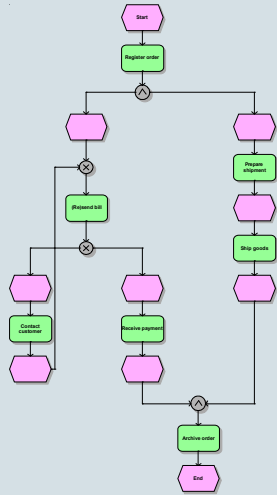 Start
Register order
Prepare
shipment
(Re)send bill
Ship goods
Contact
customer
Receive payment
Archive order
End